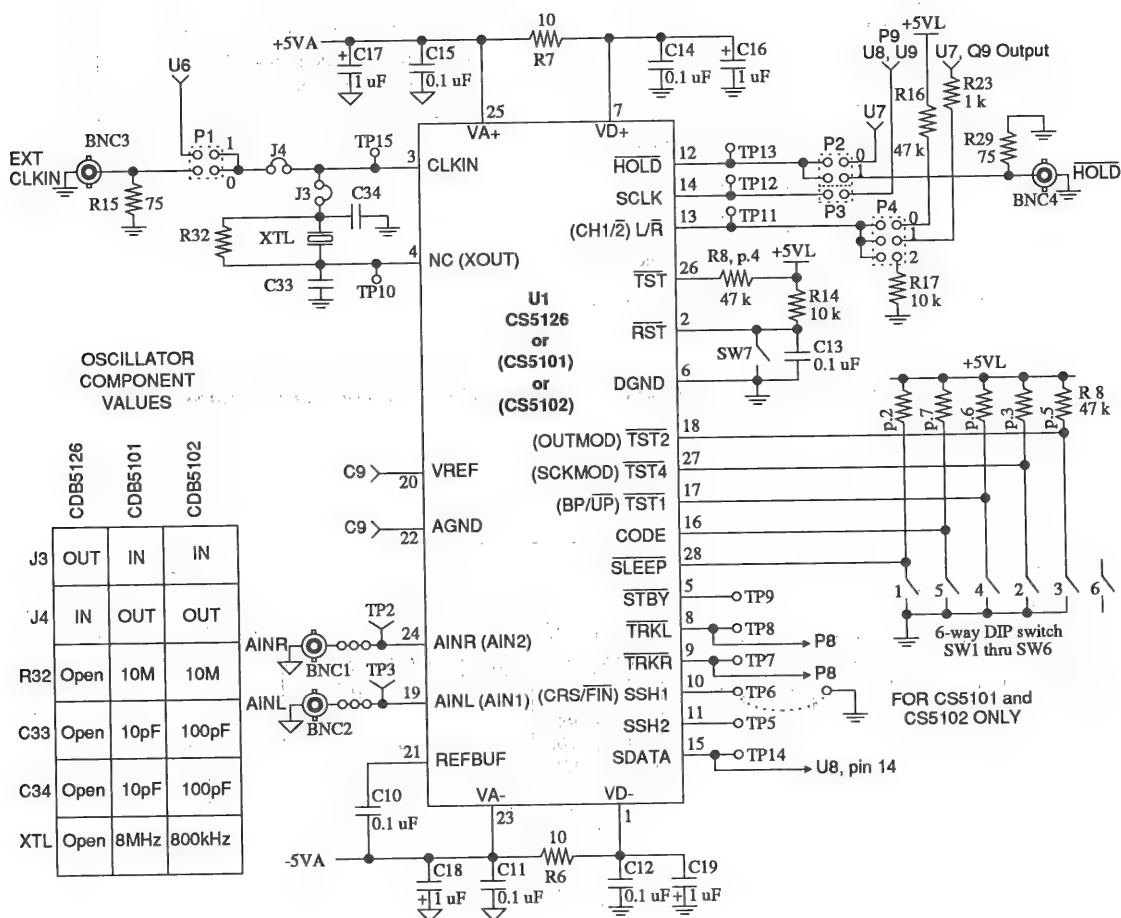 +5VA
C17
+
1 uF
C15
0.1 uF
10
R7
C14
0.1 uF
C16
+
1 uF
P9
U8, U9
+5VL
U7, Q9 Output
R16
47 k
R23
1 k
U6
BNC3
EXT
CLKIN
P1
1
0
J4
R15
75
J3
C34
TP15
3
CLKIN
25
VA+
7
VD+
R32
XTL
C33
TP10
4
NC (XOUT)
HOLD
12
TP13
P2
0
1
U7
R29
75
HOLD
BNC4
SCLK
14
TP12
P3
(CH1/2) L/R
13
TP11
P4
0
1
2
R17
10 k
TST
26
R8, p.4
47 k
+5VL
R14
10 k
RST
2
SW7
C13
0.1 uF
DGND
6
U1
CS5126
or
(CS5101)
or
(CS5102)
OSCILLATOR
COMPONENT
VALUES
CDB5126
CDB5101
CDB5102
J3 OUT IN IN
J4 IN OUT OUT
R32 Open 10M 10M
C33 Open 10pF 100pF
C34 Open 10pF 100pF
XTL Open 8MHz 800kHz
+5VL
p.2
p.7
p.6
p.3
p.5
R 8
47 k
(OUTMOD) TST2
18
(SCKMOD) TST4
27
(BP/UP) TST1
17
CODE
16
SLEEP
28
STBY
5
TP9
TRKL
8
TP8
P8
TRKR
9
TP7
P8
(CRS/FIN) SSH1
10
TP6
SSH2
11
TP5
SDATA
15
TP14
U8, pin 14
1
5
4
2
3
6
6-way DIP switch
SW1 thru SW6
FOR CS5101 and
CS5102 ONLY
C9
VREF
20
C9
AGND
22
AINR
BNC1
TP2
24
AINR (AIN2)
AINL
BNC2
TP3
19
AINL (AIN1)
21
REFBUF
C10
0.1 uF
VA-
23
VD-
1
-5VA
C18
+
1 uF
C11
0.1 uF
10
R6
C12
0.1 uF
C19
+
1 uF